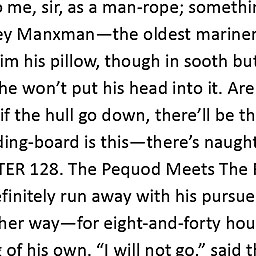 me, sir, as a man-rope; somethin
ey Manxman—the oldest mariner
im his pillow, though in sooth but
he won’t put his head into it. Are
if the hull go down, there’ll be th
ding-board is this—there’s naught
TER 128. The Pequod Meets The
efinitely run away with his pursue
her way—for eight-and-forty hou
of his own. “I will not go,” said th